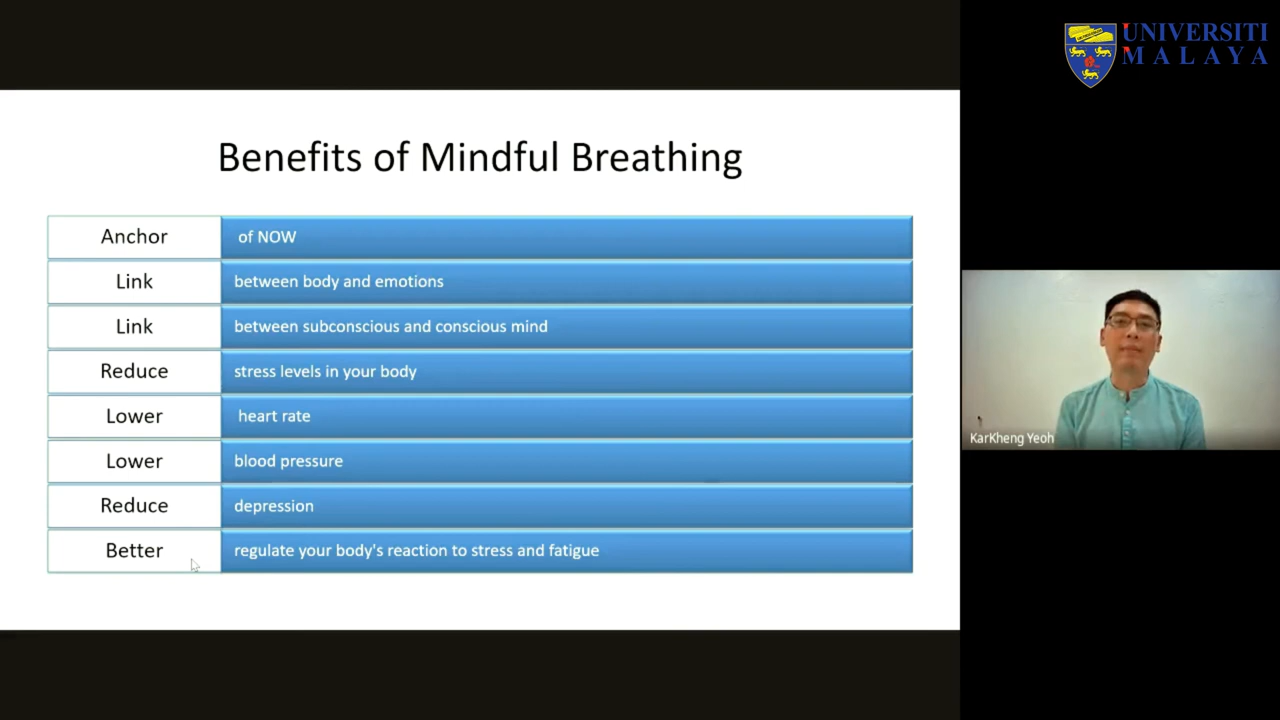 UNIVERSITI
MALAYA
Benefits of Mindful Breathing
Anchor of NOW
Link between body and emotions
Link between subconscious and conscious mind
Reduce stress levels in your body
Lower heart rate
Lower blood pressure
Reduce depression
Better regulate your body's reaction to stress and fatigue
KarKheng Yeoh